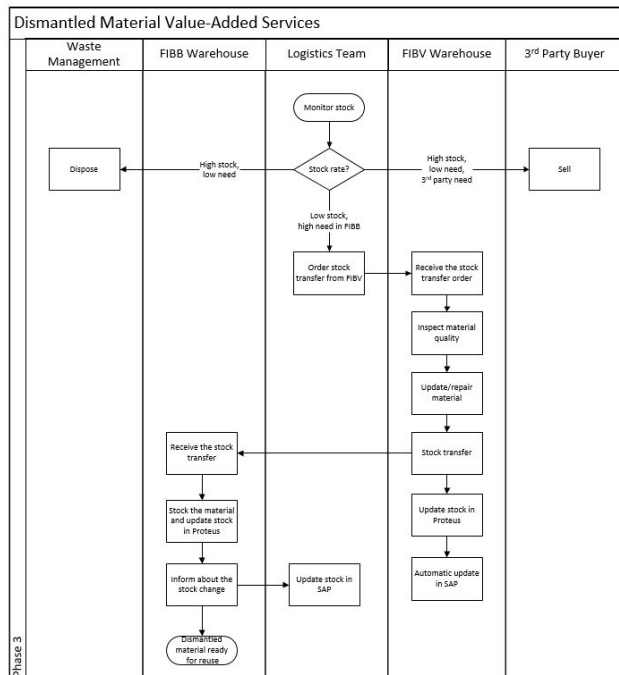 Dismantled Material Value-Added Services
Waste
Management
FIBB Warehouse
Logistics Team
FIBV Warehouse
3rd Party Buyer
Monitor stock
Dispose
High stock,
low need
Stock rate?
High stock,
low need,
3rd party need
Sell
Low stock,
high need in FIBB
Order stock
transfer from FIBV
Receive the stock
transfer order
Inspect material
quality
Update/repair
material
Receive the stock
transfer
Stock transfer
Stock the material
and update stock
in Proteus
Update stock in
Proteus
Inform about the
stock change
Update stock in
SAP
Automatic update
in SAP
Dismantled
material ready
for reuse
Phase 3